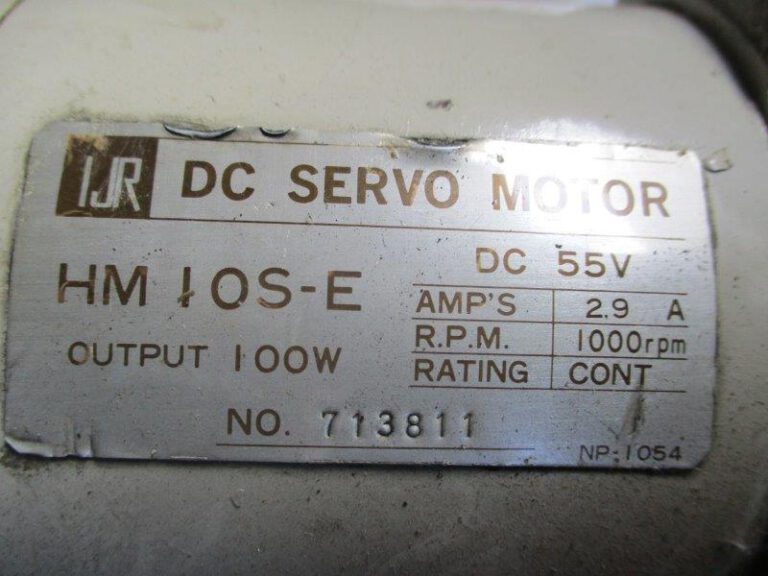 IJR DC SERVO MOTOR
HM 10S-E
OUTPUT 100W
DC 55V
AMP'S 2.9 A
R.P.M. 1000rpm
RATING CONT
NO. 713811
NP-1054